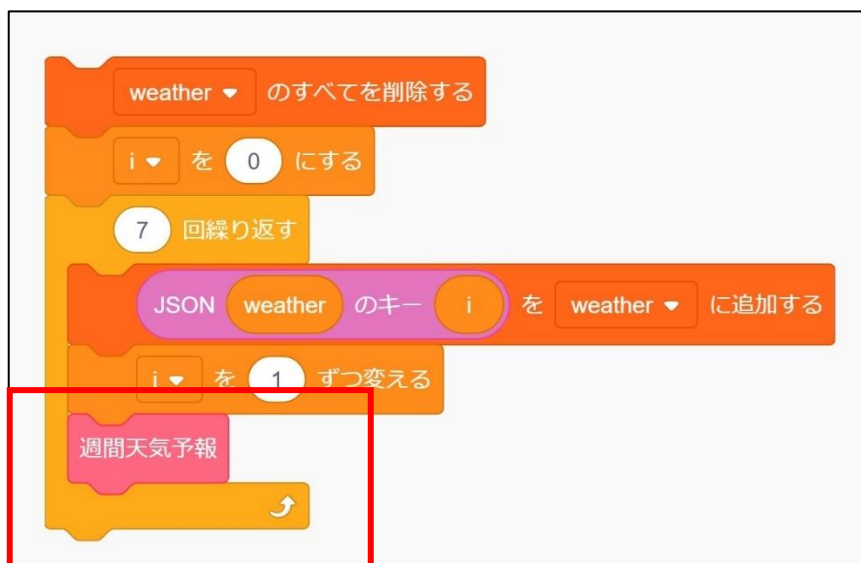 weather のすべてを削除する
i を 0 にする
7 回繰り返す
JSON weather のキー i を weather に追加する
i を 1 ずつ変える
週間天気予報